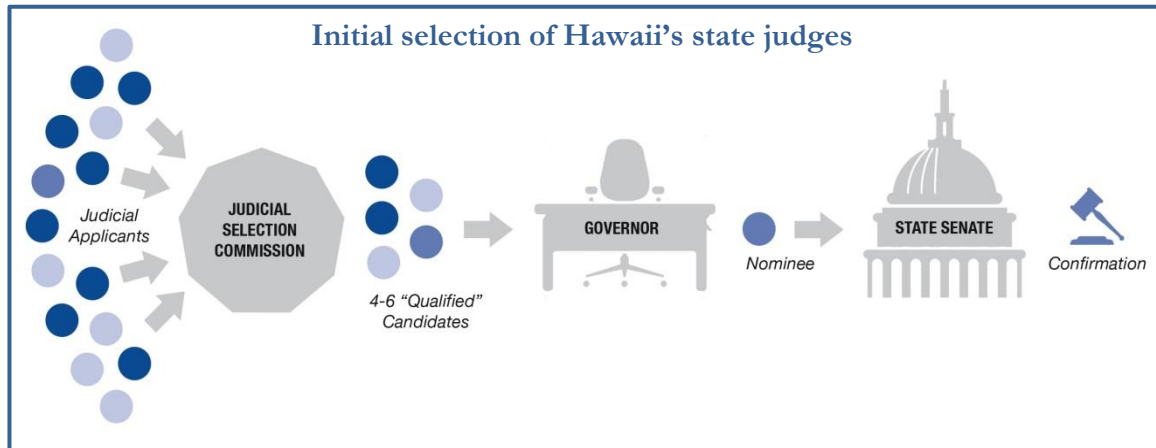 Initial selection of Hawaii’s state judges
Judicial
Applicants
JUDICIAL
SELECTION
COMMISSION
4-6 “Qualified”
Candidates
GOVERNOR
Nominee
STATE SENATE
Confirmation